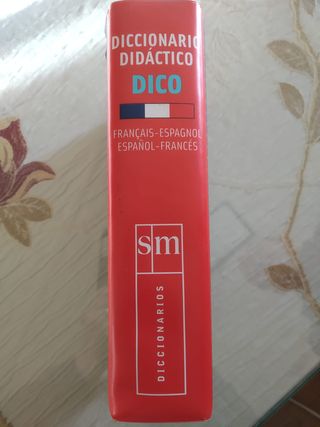 DICCIONARIO
DIDÁCTICO
DICO
FRANÇAIS-ESPAGNOL
ESPAÑOL-FRANCÉS
sm
DICCIONARIOS